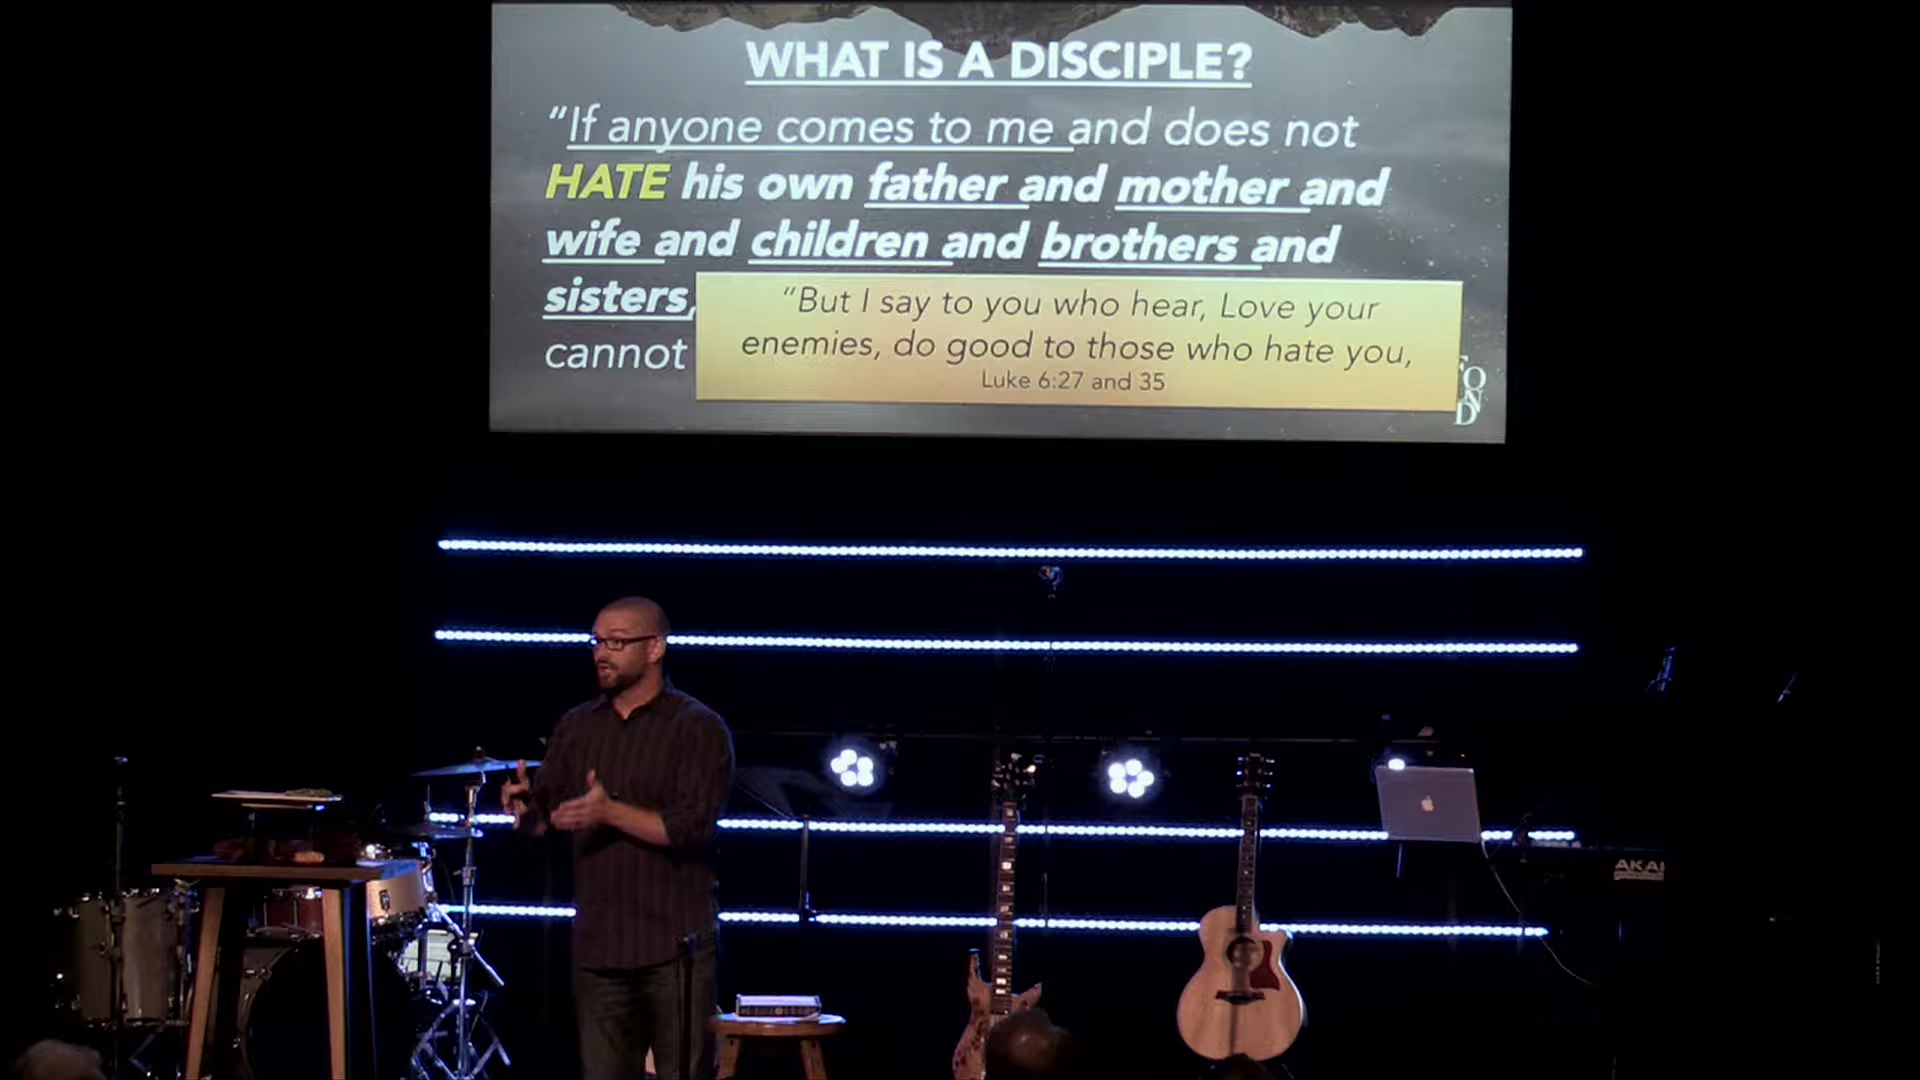 WHAT IS A DISCIPLE?
“If anyone comes to me and does not
HATE his own father and mother and
wife and children and brothers and
sisters,
cannot
“But I say to you who hear, Love your
enemies, do good to those who hate you,
Luke 6:27 and 35
AKAI